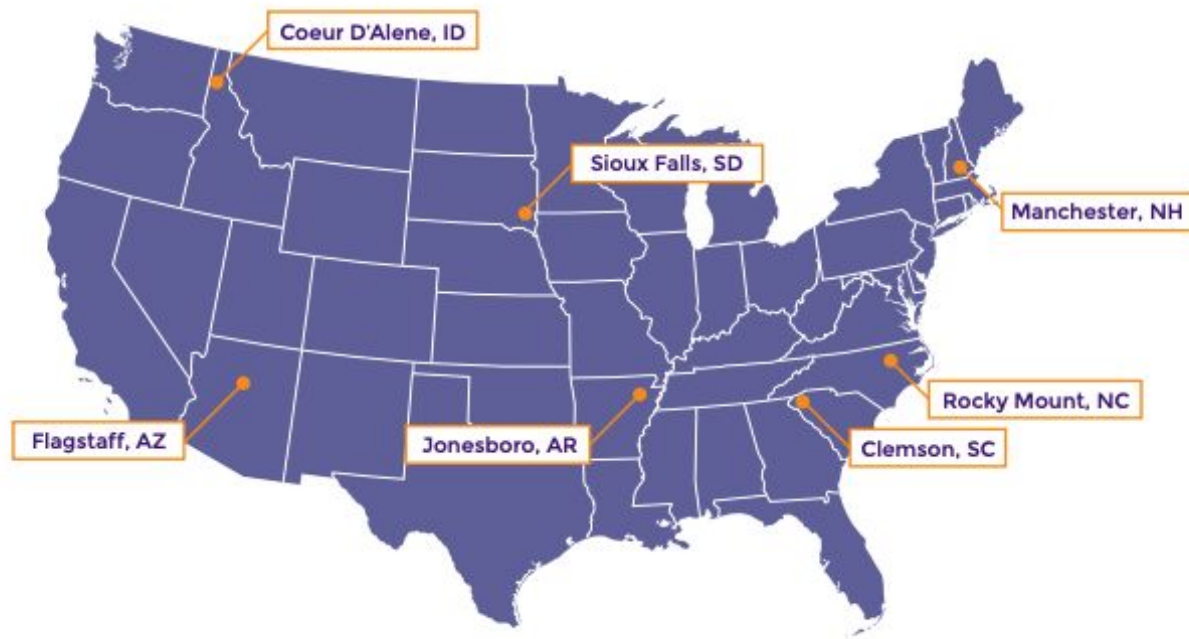 Coeur D'Alene, ID
Sioux Falls, SD
Manchester, NH
Rocky Mount, NC
Flagstaff, AZ
Jonesboro, AR
Clemson, SC